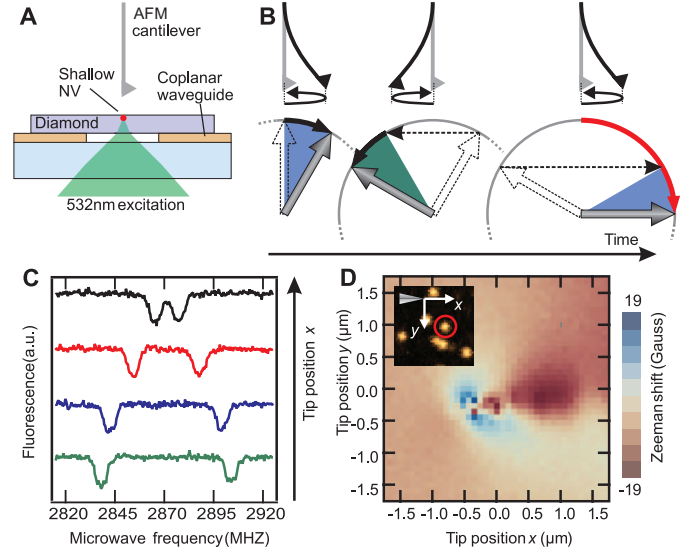 A
AFM
cantilever
Shallow
NV
Coplanar
waveguide
Diamond
532nm excitation
B
Time
C
Fluorescence(a.u.)
2820 2845 2870 2895 2920
Microwave frequency(MHZ)
Tip position x
D
1.5
1.0
0.5
0.0
-0.5
-1.0
-1.5
Tip position y (µm)
x
y
-1.5 -1.0 -0.5 0.0 0.5 1.0 1.5
Tip position x (µm)
19
-19
Zeeman shift (Gauss)